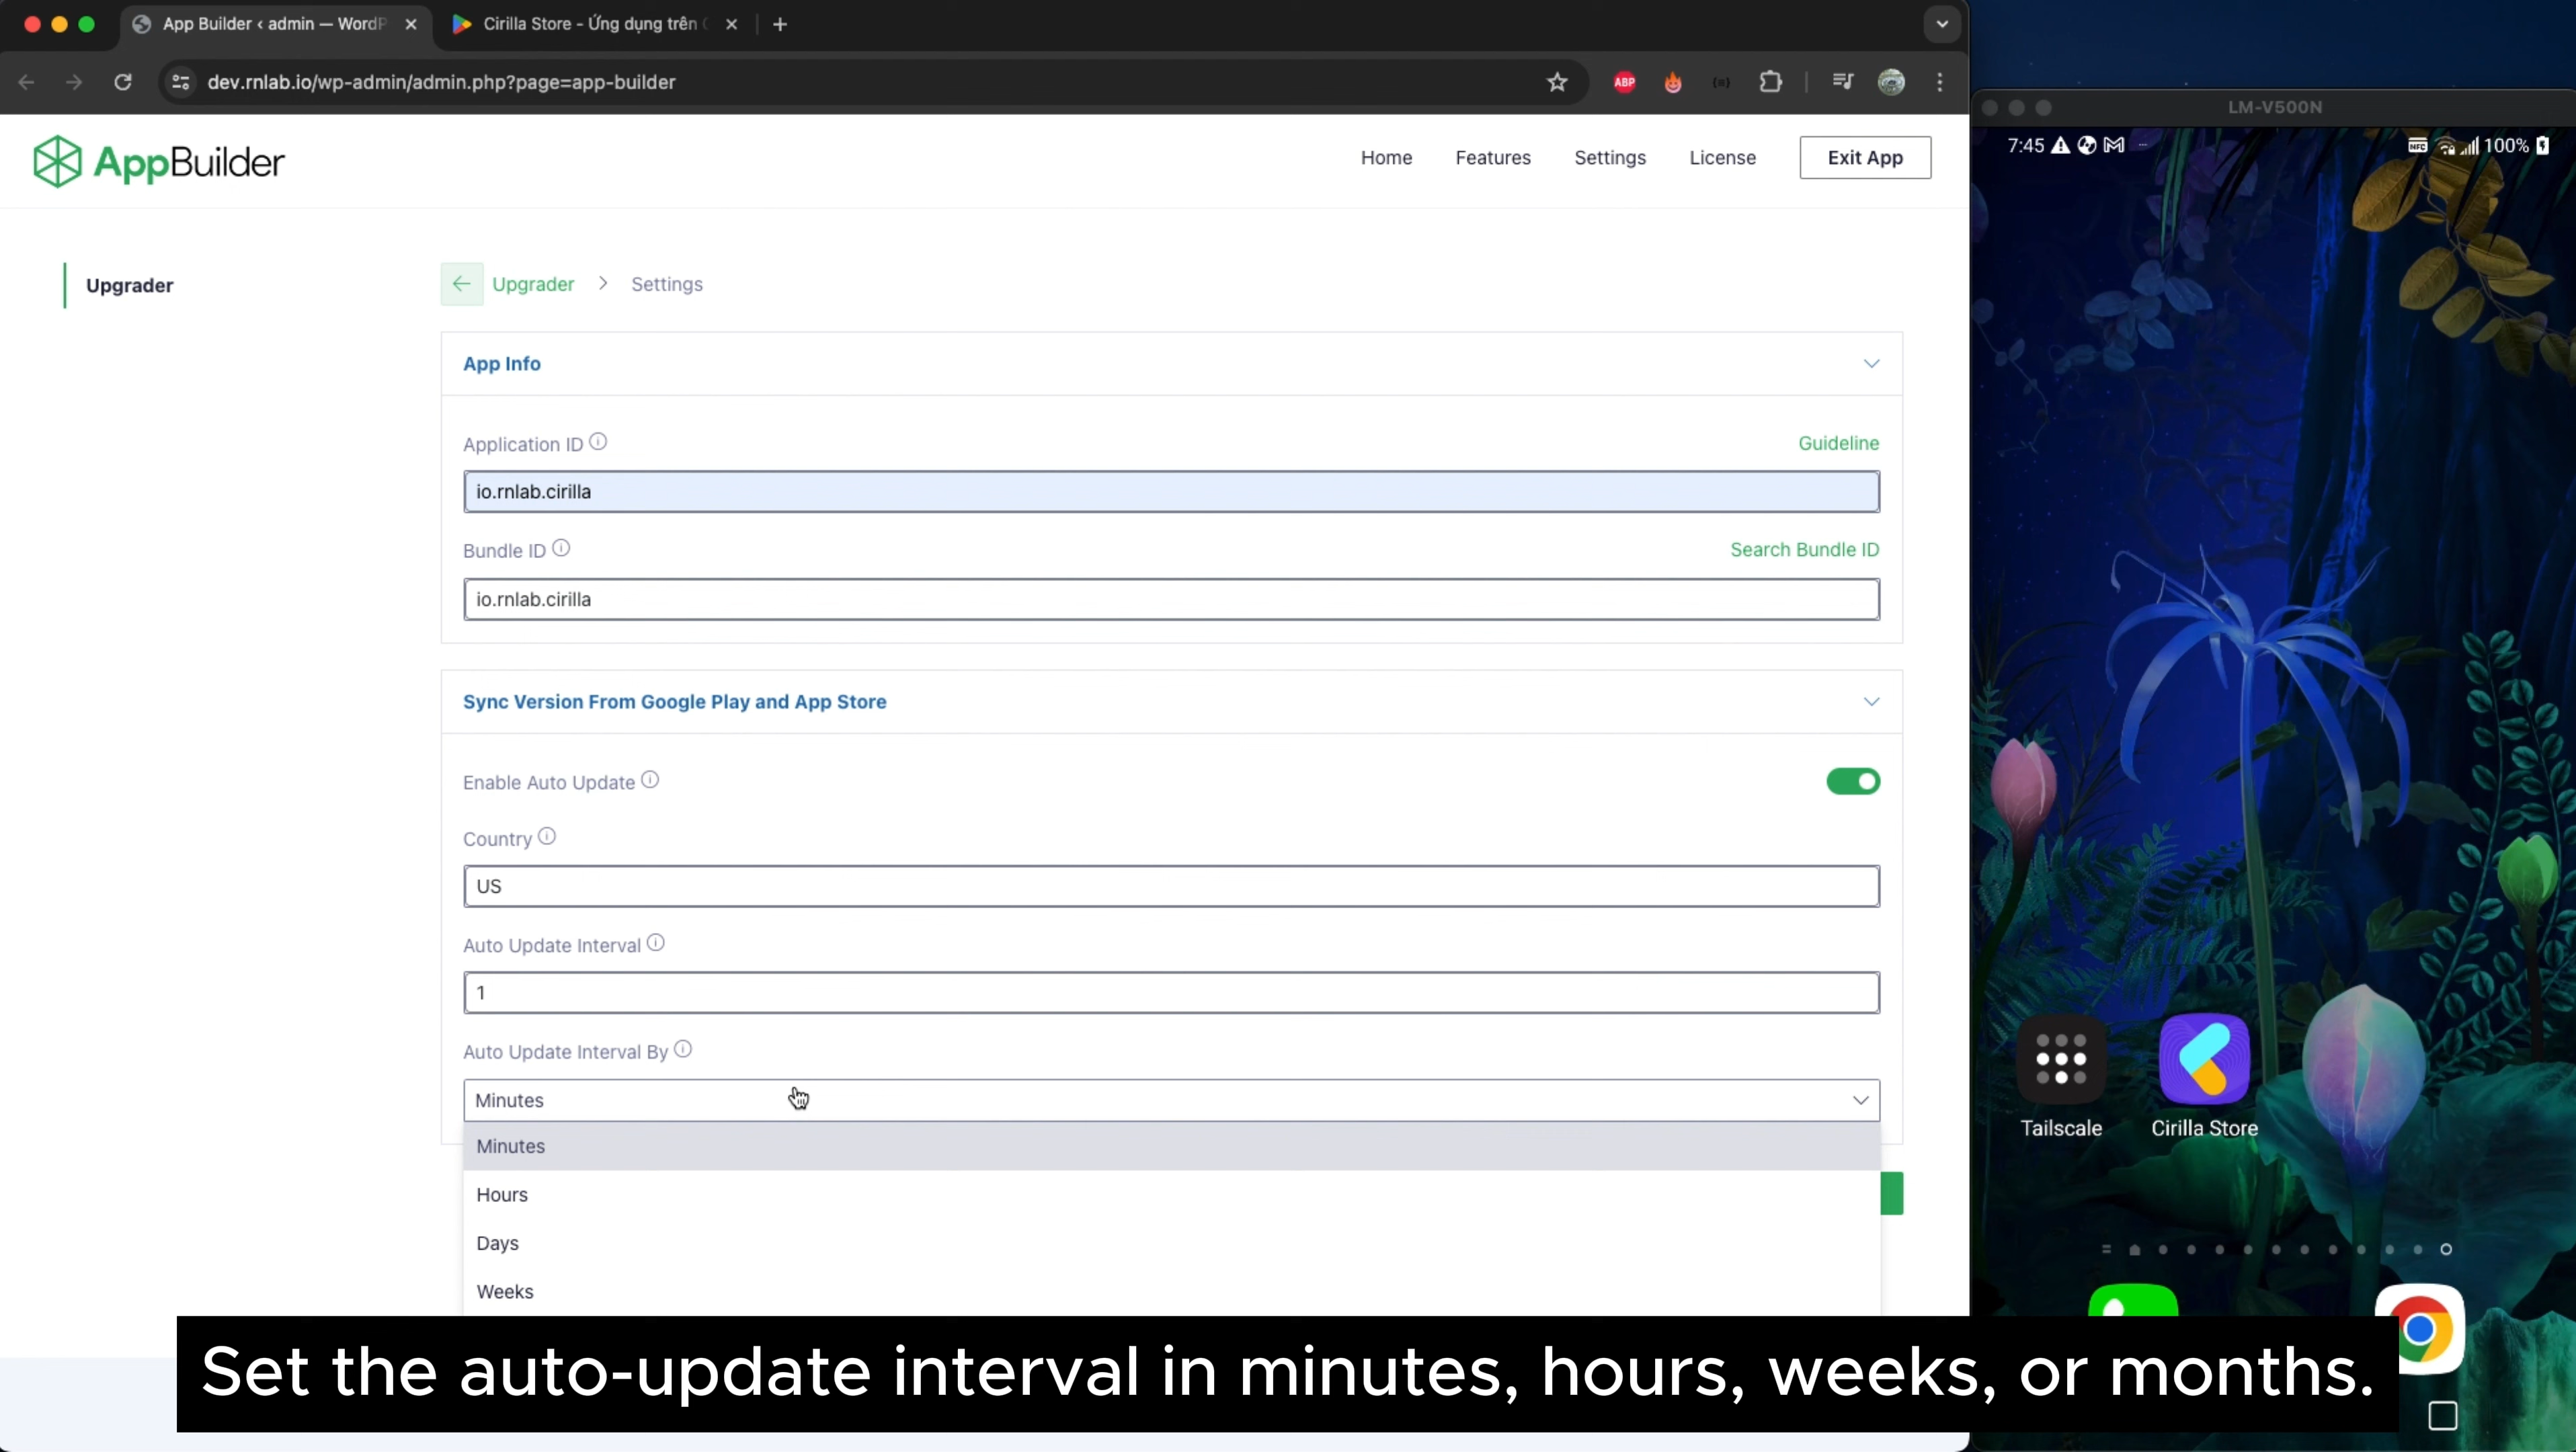 App Builder ‹ admin — WordP
Cirilla Store - Ứng dụng trên
dev.rnlab.io/wp-admin/admin.php?page=app-builder
ABP
LM-V500N
7:45
NFC
100%
AppBuilder
Home
Features
Settings
License
Exit App
Upgrader
Upgrader
Settings
App Info
Application ID
Guideline
io.rnlab.cirilla
Bundle ID
Search Bundle ID
io.rnlab.cirilla
Sync Version From Google Play and App Store
Enable Auto Update
Country
US
Auto Update Interval
1
Auto Update Interval By
Minutes
Minutes
Hours
Days
Weeks
Tailscale
Cirilla Store
Set the auto-update interval in minutes, hours, weeks, or months.